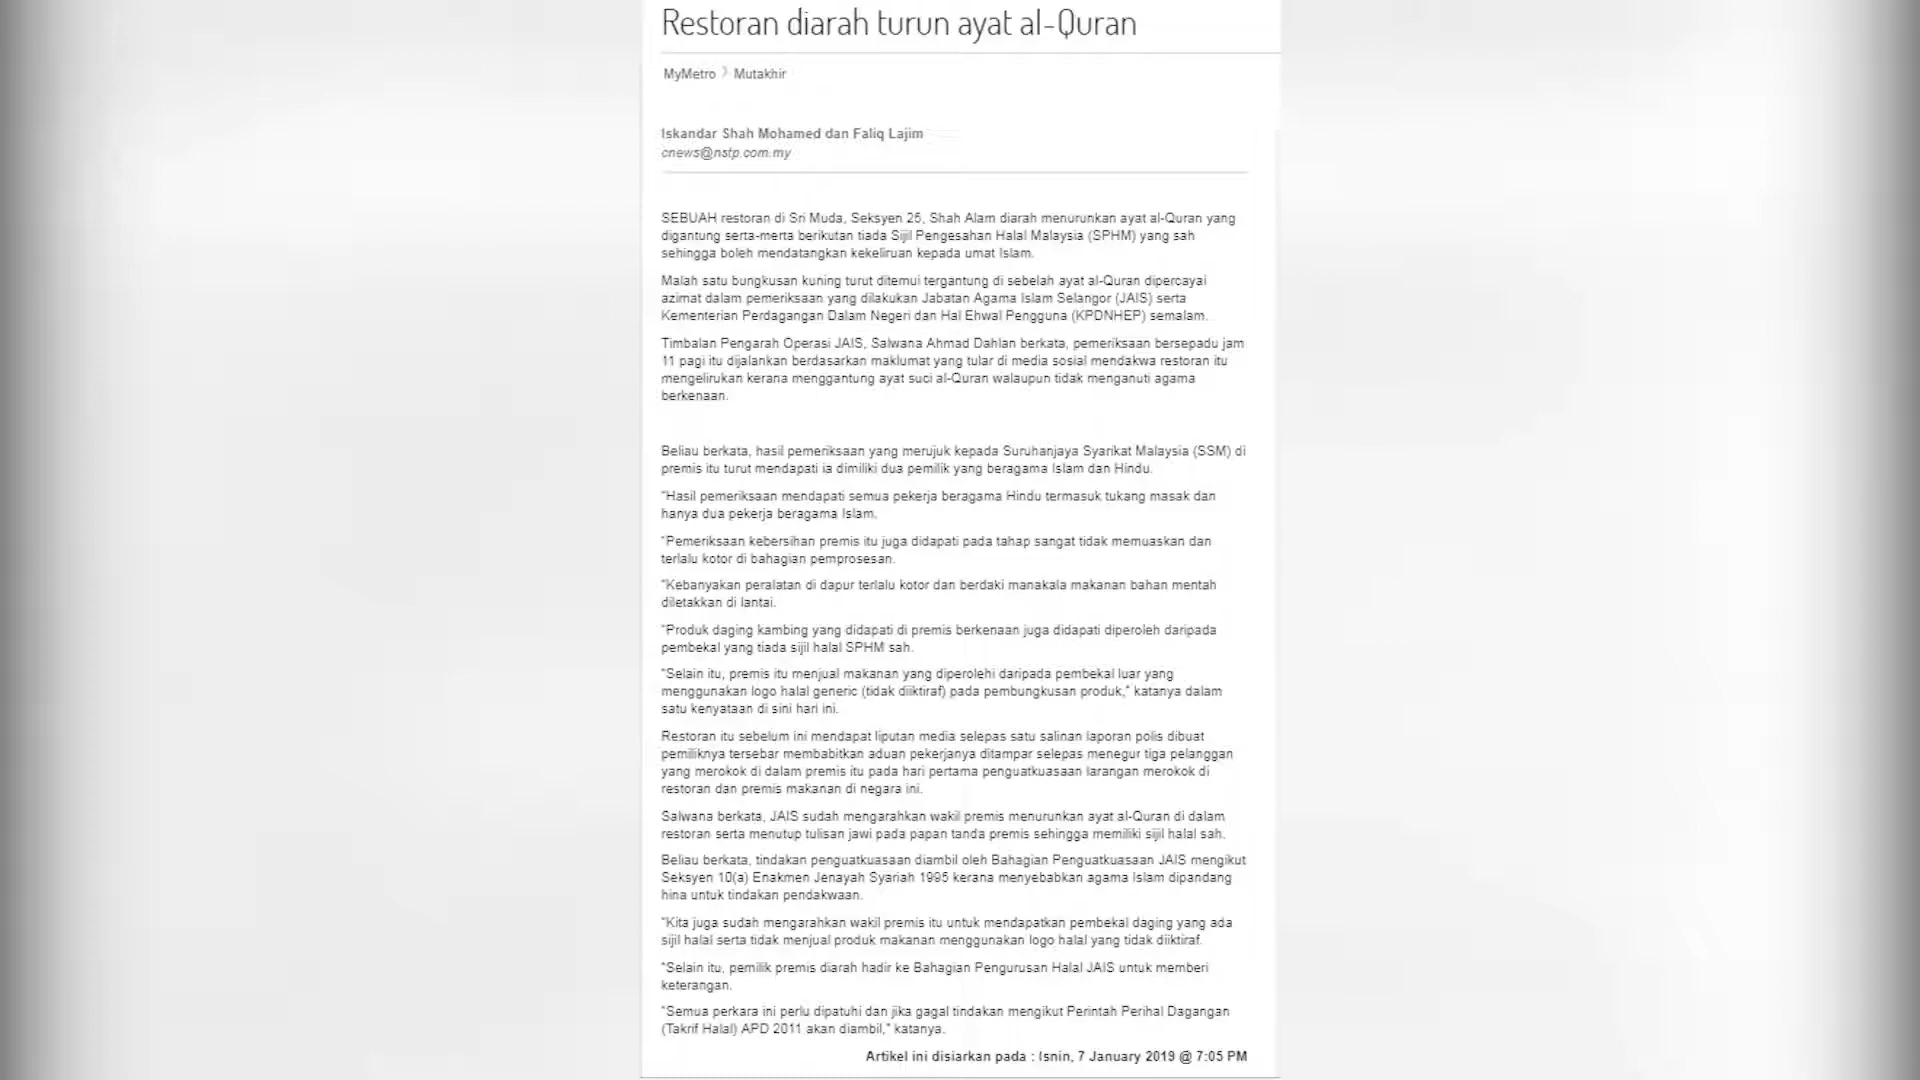 Restoran diarah turun ayat al-Quran
MyMetro > Mutakhir
Iskandar Shah Mohamed dan Faliq Lajim
cnews@nstp.com.my
SEBUAH restoran di Sri Muda, Seksyen 25, Shah Alam diarah menurunkan ayat al-Quran yang
digantung serta-merta berikutan tiada Sijil Pengesahan Halal Malaysia (SPHM) yang sah
sehingga boleh mendatangkan kekeliruan kepada umat Islam.
Malah satu bungkusan kuning turut ditemui tergantung di sebelah ayat al-Quran dipercayai
azimat dalam pemeriksaan yang dilakukan Jabatan Agama Islam Selangor (JAIS) serta
Kementerian Perdagangan Dalam Negeri dan Hal Ehwal Pengguna (KPDNHEP) semalam.
Timbalan Pengarah Operasi JAIS, Salwana Ahmad Dahlan berkata, pemeriksaan bersepadu jam
11 pagi itu dijalankan berdasarkan maklumat yang tular di media sosial mendakwa restoran itu
mengelirukan kerana menggantung ayat suci al-Quran walaupun tidak menganuti agama
berkenaan.
Beliau berkata, hasil pemeriksaan yang merujuk kepada Suruhanjaya Syarikat Malaysia (SSM) di
premis itu turut mendapati ia dimiliki dua pemilik yang beragama Islam dan Hindu.
"Hasil pemeriksaan mendapati semua pekerja beragama Hindu termasuk tukang masak dan
hanya dua pekerja beragama Islam.
"Pemeriksaan kebersihan premis itu juga didapati pada tahap sangat tidak memuaskan dan
terlalu kotor di bahagian pemprosesan.
"Kebanyakan peralatan di dapur terlalu kotor dan berdaki manakala makanan bahan mentah
diletakkan di lantai.
"Produk daging kambing yang didapati di premis berkenaan juga didapati diperoleh daripada
pembekal yang tiada sijil halal SPHM sah.
"Selain itu, premis itu menjual makanan yang diperolehi daripada pembekal luar yang
menggunakan logo halal generic (tidak diiktiraf) pada pembungkusan produk," katanya dalam
satu kenyataan di sini hari ini.
Restoran itu sebelum ini mendapat liputan media selepas satu salinan laporan polis dibuat
pemiliknya tersebar membabitkan aduan pekerjanya ditampar selepas menegur tiga pelanggan
yang merokok di dalam premis itu pada hari pertama penguatkuasaan larangan merokok di
restoran dan premis makanan di negara ini.
Salwana berkata, JAIS sudah mengarahkan wakil premis menurunkan ayat al-Quran di dalam
restoran serta menutup tulisan jawi pada papan tanda premis sehingga memiliki sijil halal sah.
Beliau berkata, tindakan penguatkuasaan diambil oleh Bahagian Penguatkuasaan JAIS mengikut
Seksyen 10(a) Enakmen Jenayah Syariah 1995 kerana menyebabkan agama Islam dipandang
hina untuk tindakan pendakwaan.
"Kita juga sudah mengarahkan wakil premis itu untuk mendapatkan pembekal daging yang ada
sijil halal serta tidak menjual produk makanan menggunakan logo halal yang tidak diiktiraf.
"Selain itu, pemilik premis diarah hadir ke Bahagian Pengurusan Halal JAIS untuk memberi
keterangan.
"Semua perkara ini perlu dipatuhi dan jika gagal tindakan mengikut Perintah Perihal Dagangan
(Takrif Halal) APD 2011 akan diambil," katanya.
Artikel ini disiarkan pada : Isnin, 7 January 2019 @ 7:05 PM